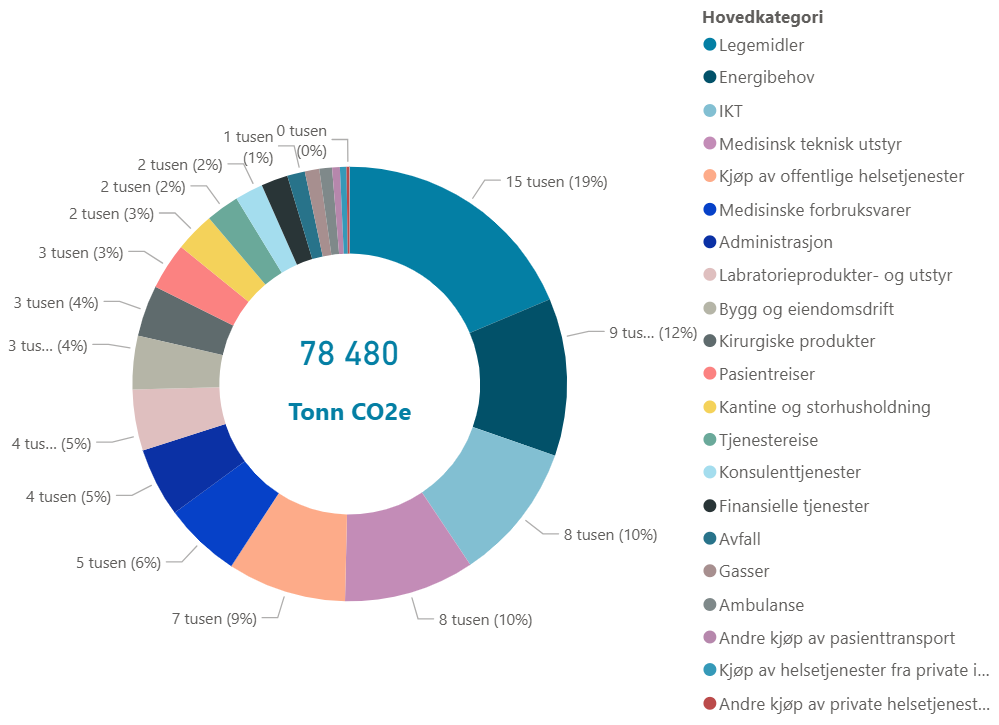 Hovedkategori
Legemidler
Energibehov
IKT
Medisinsk teknisk utstyr
Kjøp av offentlige helsetjenester
Medisinske forbruksvarer
Administrasjon
Labratorieprodukter- og utstyr
Bygg og eiendomsdrift
Kirurgiske produkter
Pasientreiser
Kantine og storhusholdning
Tjenestereise
Konsulenttjenester
Finansielle tjenester
Avfall
Gasser
Ambulanse
Andre kjøp av pasienttransport
Kjøp av helsetjenester fra private i...
Andre kjøp av private helsetjenest...
15 tusen (19%)
9 tus... (12%)
8 tusen (10%)
8 tusen (10%)
7 tusen (9%)
5 tusen (6%)
4 tusen (5%)
4 tus... (5%)
3 tus... (4%)
3 tusen (4%)
3 tusen (3%)
2 tusen (3%)
2 tusen (2%)
2 tusen (2%)
1 tusen
(1%)
0 tusen
(0%)
78 480
Tonn CO2e